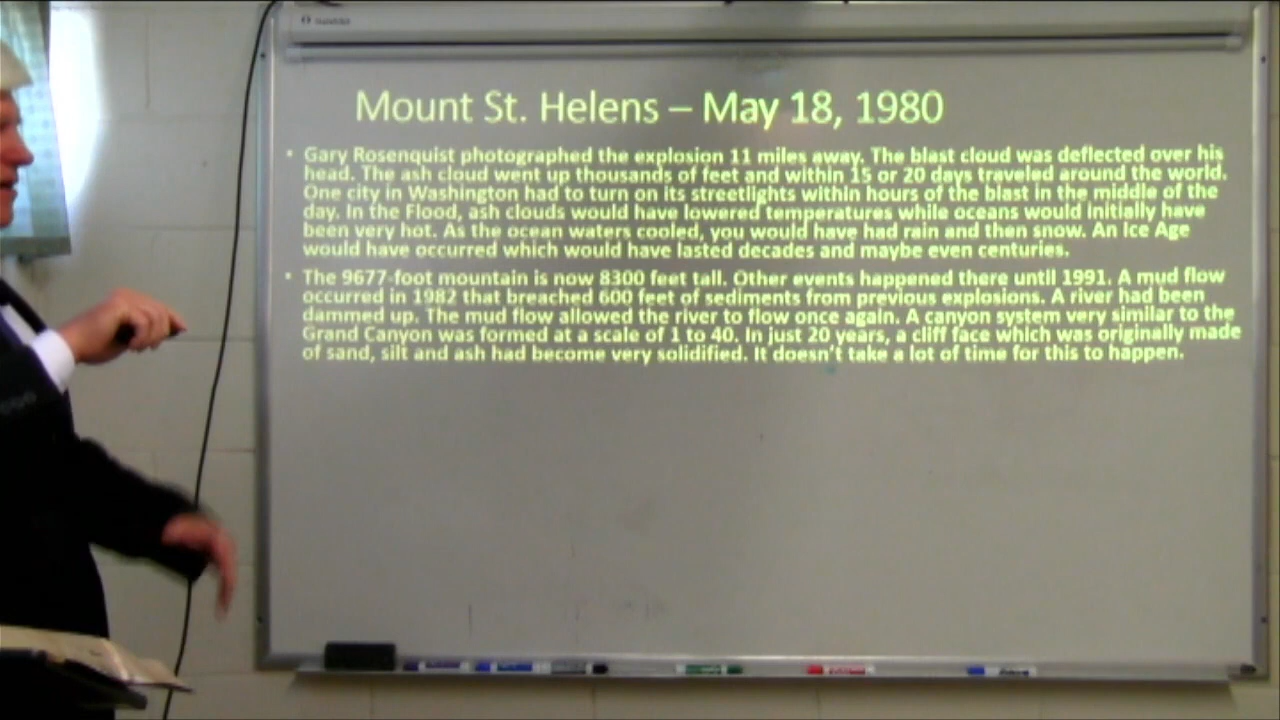 Mount St. Helens – May 18, 1980
• Gary Rosenquist photographed the explosion 11 miles away. The blast cloud was deflected over his
head. The ash cloud went up thousands of feet and within 15 or 20 days traveled around the world.
One city in Washington had to turn on its streetlights within hours of the blast in the middle of the
day. In the Flood, ash clouds would have lowered temperatures while oceans would initially have
been very hot. As the ocean waters cooled, you would have had rain and then snow. An Ice Age
would have occurred which would have lasted decades and maybe even centuries.
• The 9677-foot mountain is now 8300 feet tall. Other events happened there until 1991. A mud flow
occurred in 1982 that breached 600 feet of sediments from previous explosions. A river had been
dammed up. The mud flow allowed the river to flow once again. A canyon system very similar to the
Grand Canyon was formed at a scale of 1 to 40. In just 20 years, a cliff face which was originally made
of sand, silt and ash had become very solidified. It doesn't take a lot of time for this to happen.